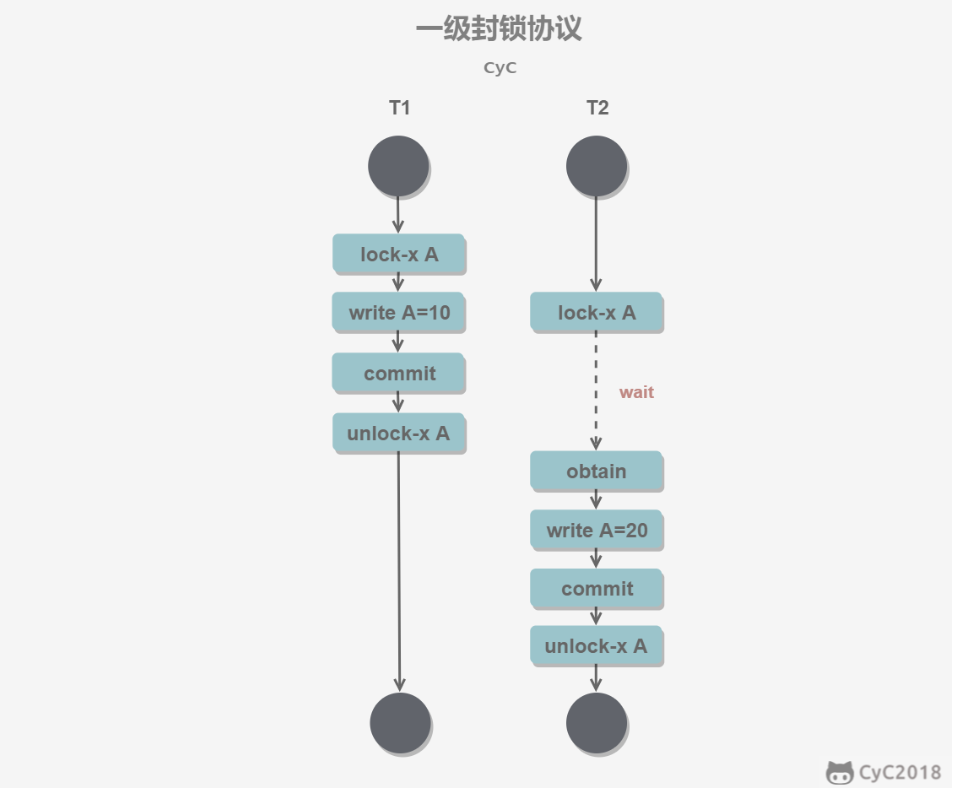 一级封锁协议
CyC
T1 T2
lock-x A
write A=10 lock-x A
commit
wait
unlock-x A
obtain
write A=20
commit
unlock-x A
CyC2018